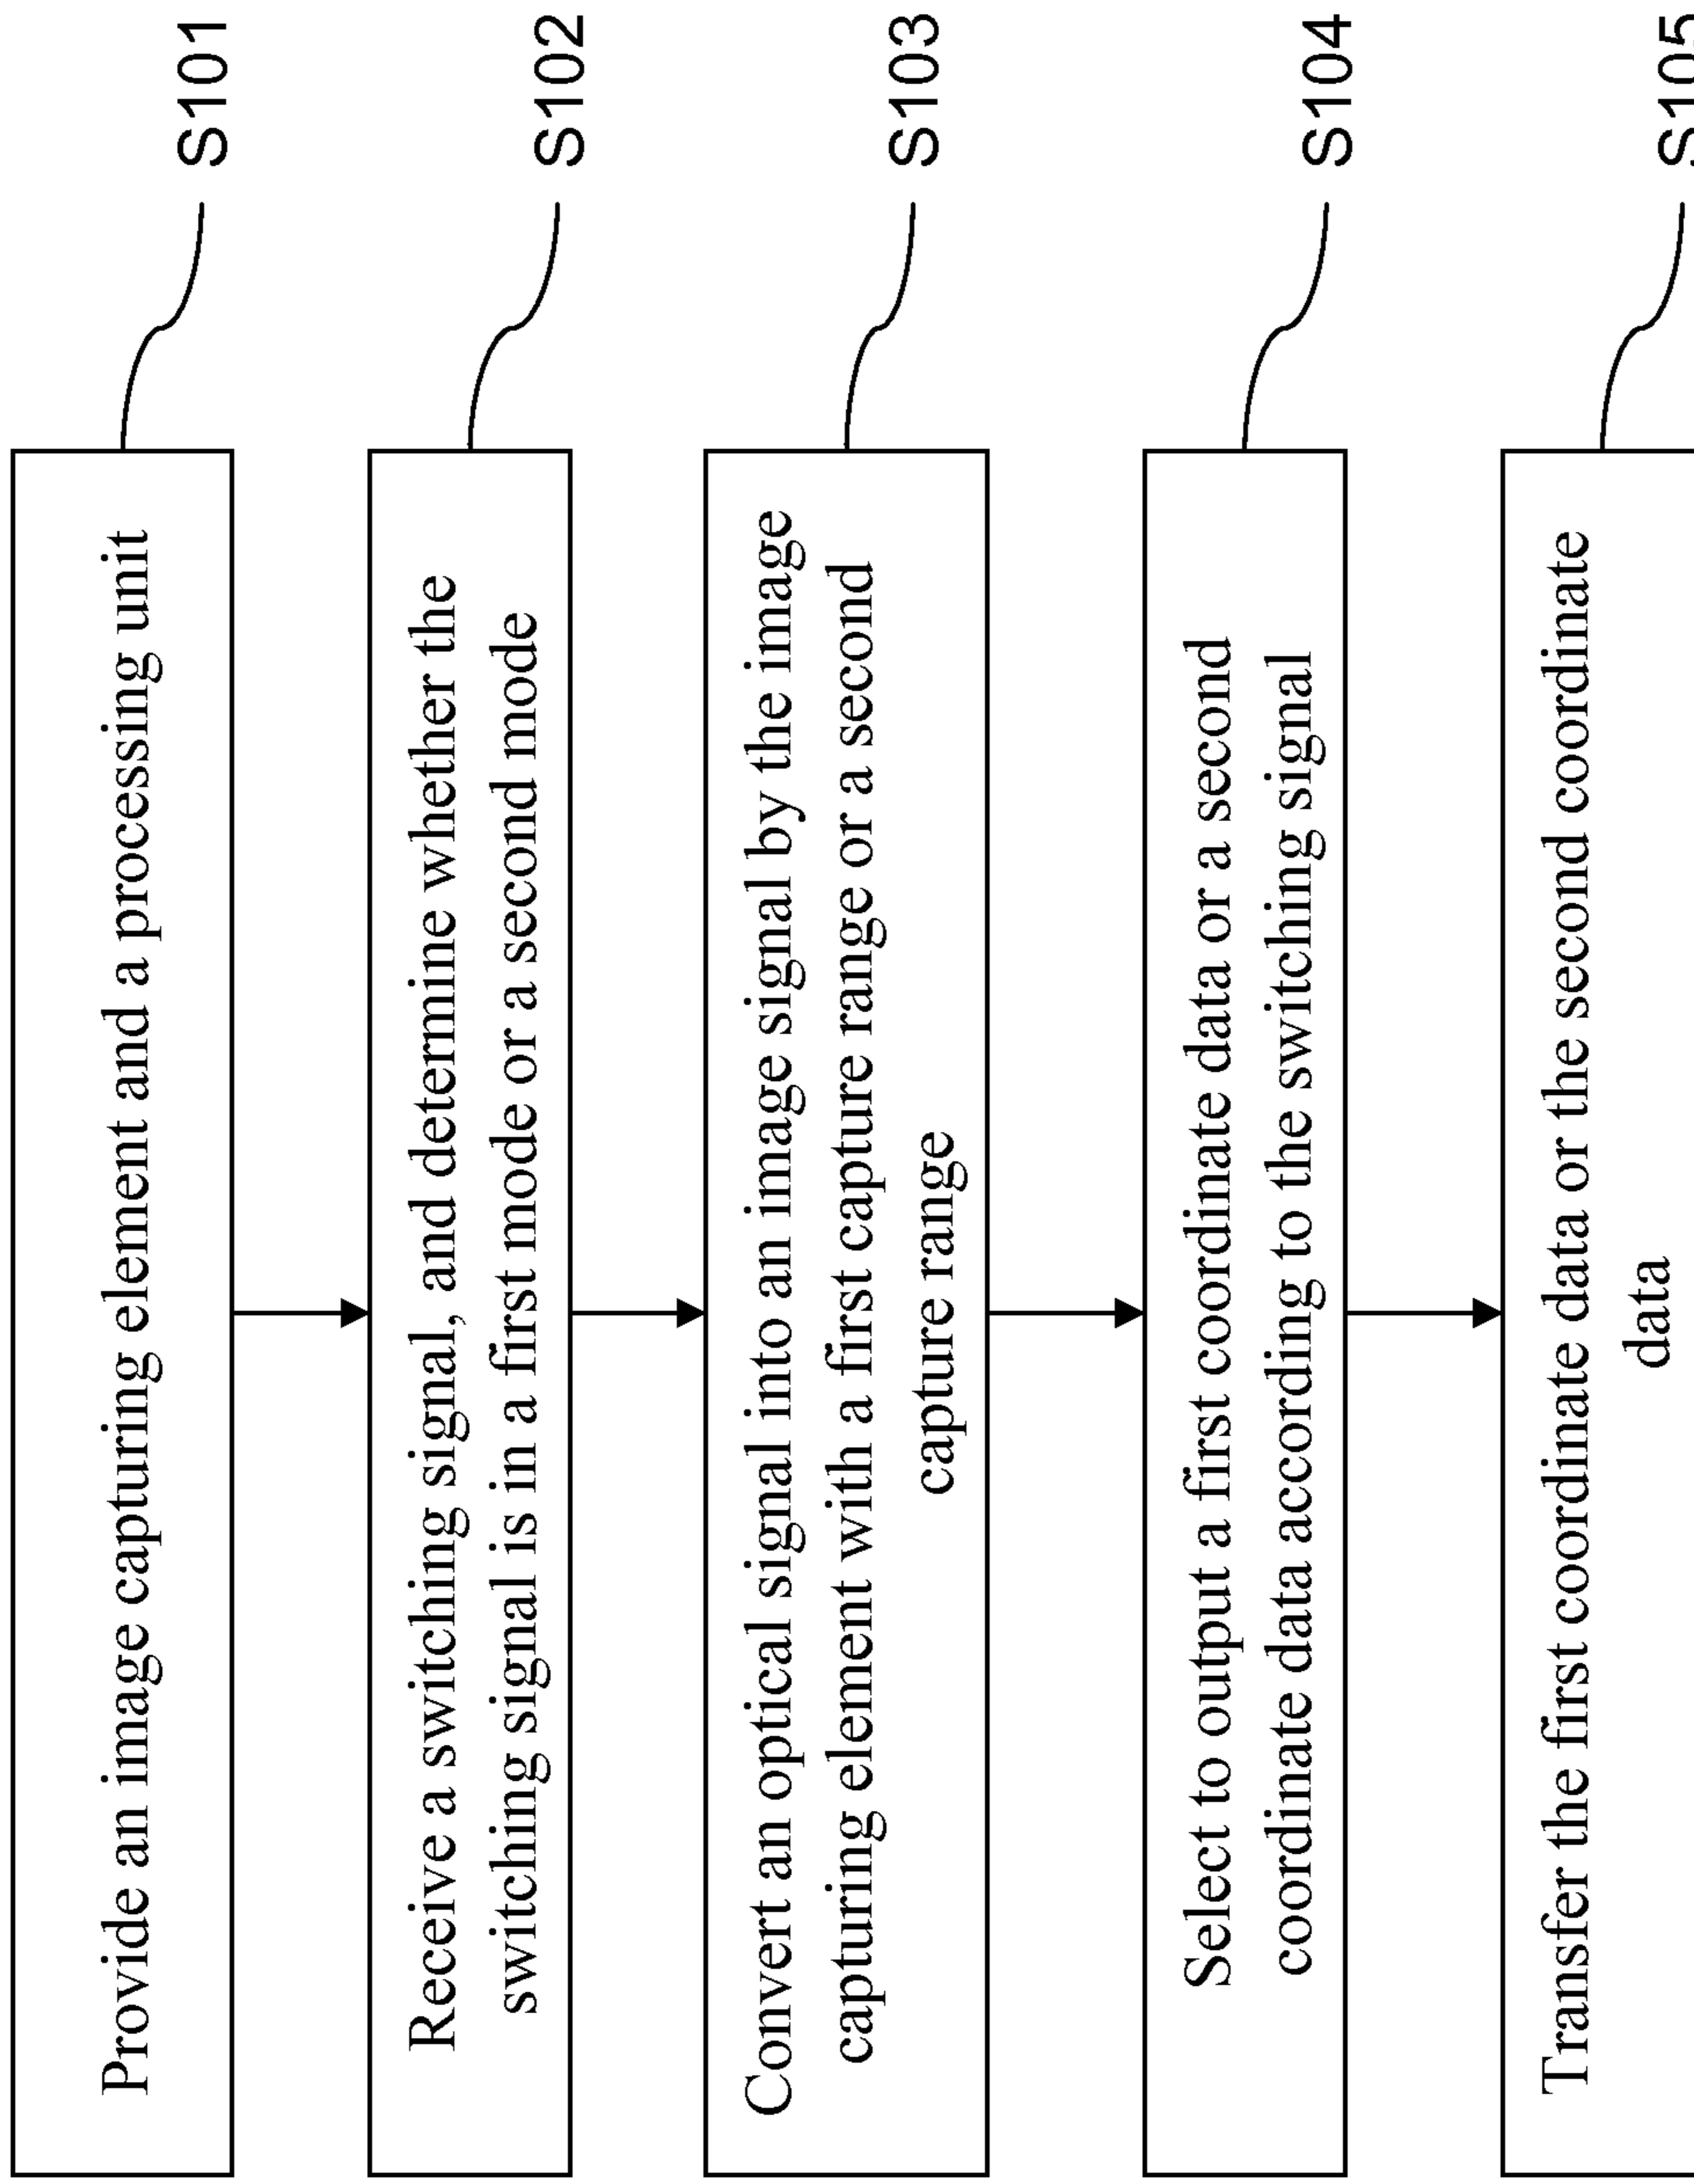 Provide an image capturing element and a processing unit
S101
Receive a switching signal, and determine whether the
switching signal is in a first mode or a second mode
S102
Convert an optical signal into an image signal by the image
capturing element with a first capture range or a second
capture range
S103
Select to output a first coordinate data or a second
coordinate data according to the switching signal
S104
Transfer the first coordinate data or the second coordinate
data
S105